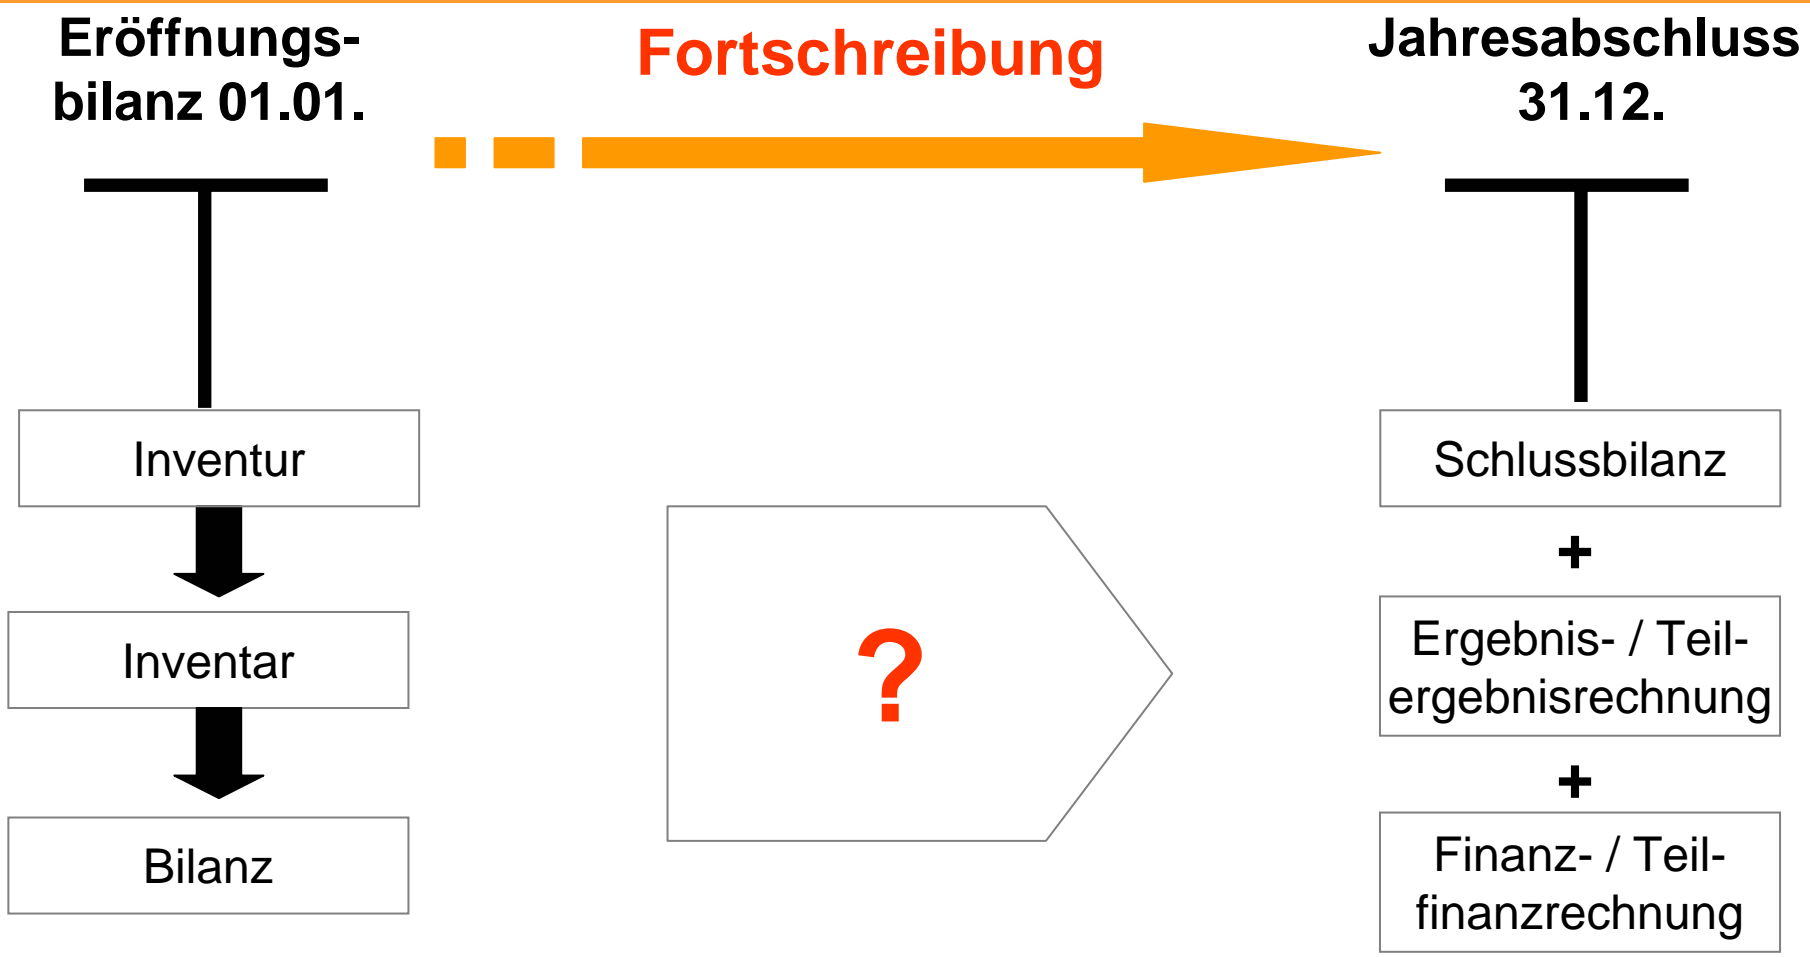 Eröffnungs-
bilanz 01.01.
Fortschreibung
Jahresabschluss
31.12.
Inventur
Inventar
Bilanz
?
Schlussbilanz
+
Ergebnis- / Teil-
ergebnisrechnung
+
Finanz- / Teil-
finanzrechnung